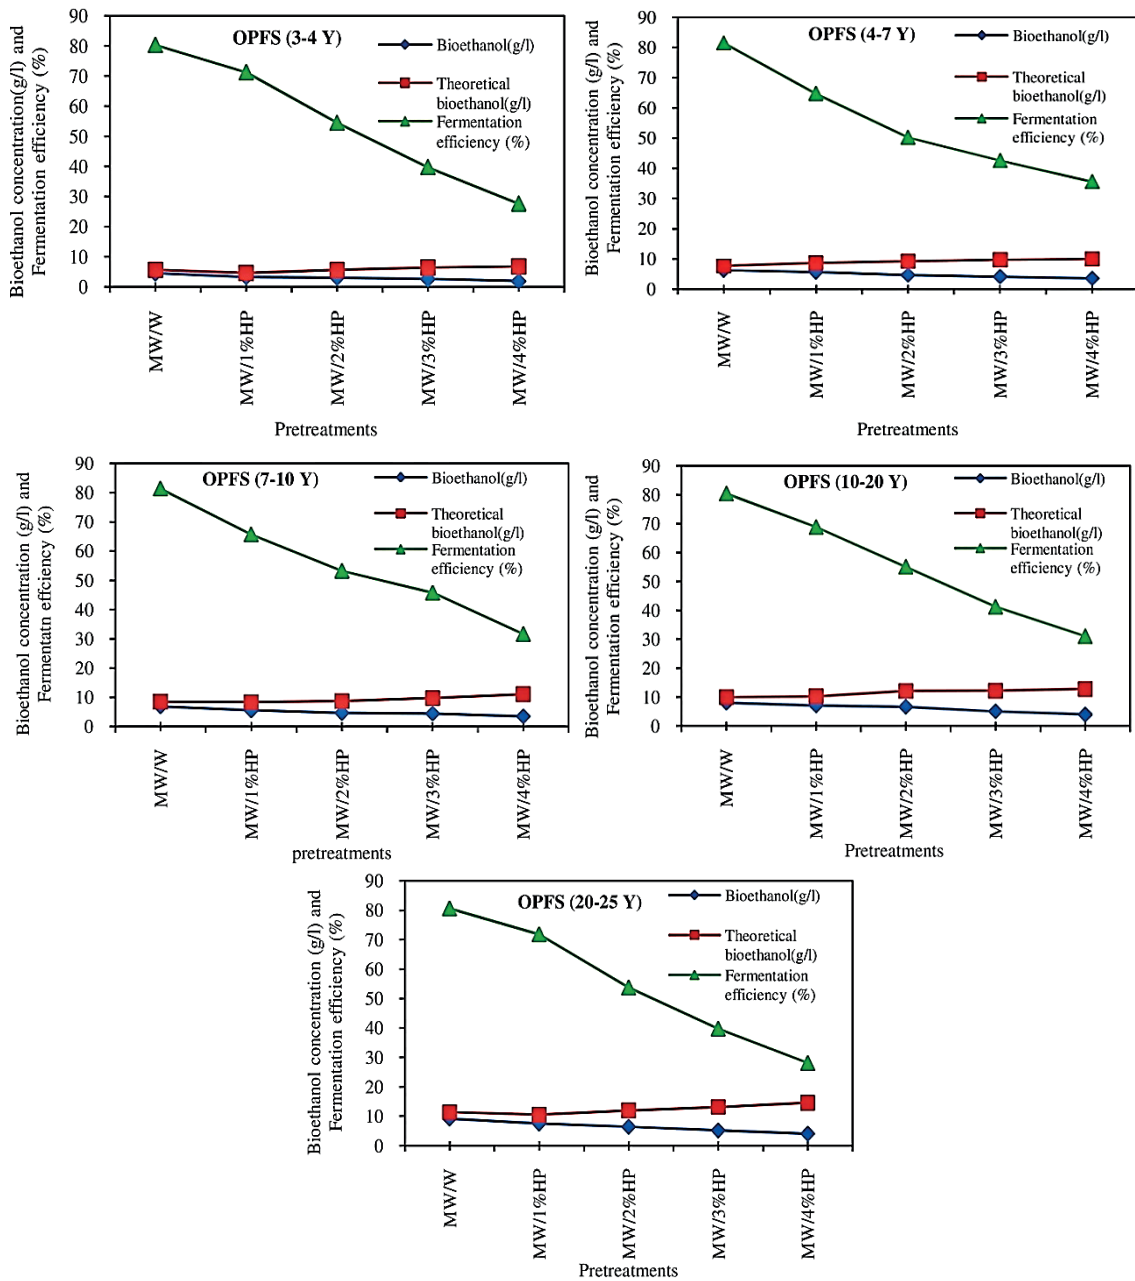 Bioethanol concentration(g/l) and
Fermentation efficiency (%)
90
80
70
60
50
40
30
20
10
0
OPFS (3-4 Y)
Bioethanol(g/l)
Theoretical
bioethanol(g/l)
Fermentation
efficiency (%)
MW/W
MW/1%HP
MW/2%HP
MW/3%HP
MW/4%HP
Pretreatments
Bioethanol concentration (g/l) and
Fermentation efficiency (%)
90
80
70
60
50
40
30
20
10
0
OPFS (4-7 Y)
Bioethanol(g/l)
Theoretical
bioethanol(g/l)
Fermentation
efficiency (%)
MW/W
MW/1%HP
MW/2%HP
MW/3%HP
MW/4%HP
Pretreatments
Bioethanol concentration (g/l) and
Fermentatn effciency (%)
90
80
70
60
50
40
30
20
10
0
OPFS (7-10 Y)
Bioethanol(g/l)
Theoretical
bioethanol(g/l)
Fermentation
efficiency (%)
MW/W
MW/1%HP
MW/2%HP
MW/3%HP
MW/4%HP
pretreatments
Bioethanol concentration (g/l) and
Fermentation efficiency (%)
90
80
70
60
50
40
30
20
10
0
OPFS (10-20 Y)
Bioethanol(g/l)
Theoretical
bioethanol(g/l)
Fermentation
efficiency (%)
MW/W
MW/1%HP
MW/2%HP
MW/3%HP
MW/4%HP
Pretreatments
Bioethanol concentration (g/l) and
Fermentation efficiency (%)
90
80
70
60
50
40
30
20
10
0
OPFS (20-25 Y)
Bioethanol(g/l)
Theoretical
bioethanol(g/l)
Fermentation
efficiency (%)
MW/W
MW/1%HP
MW/2%HP
MW/3%HP
MW/4%HP
Pretreatments